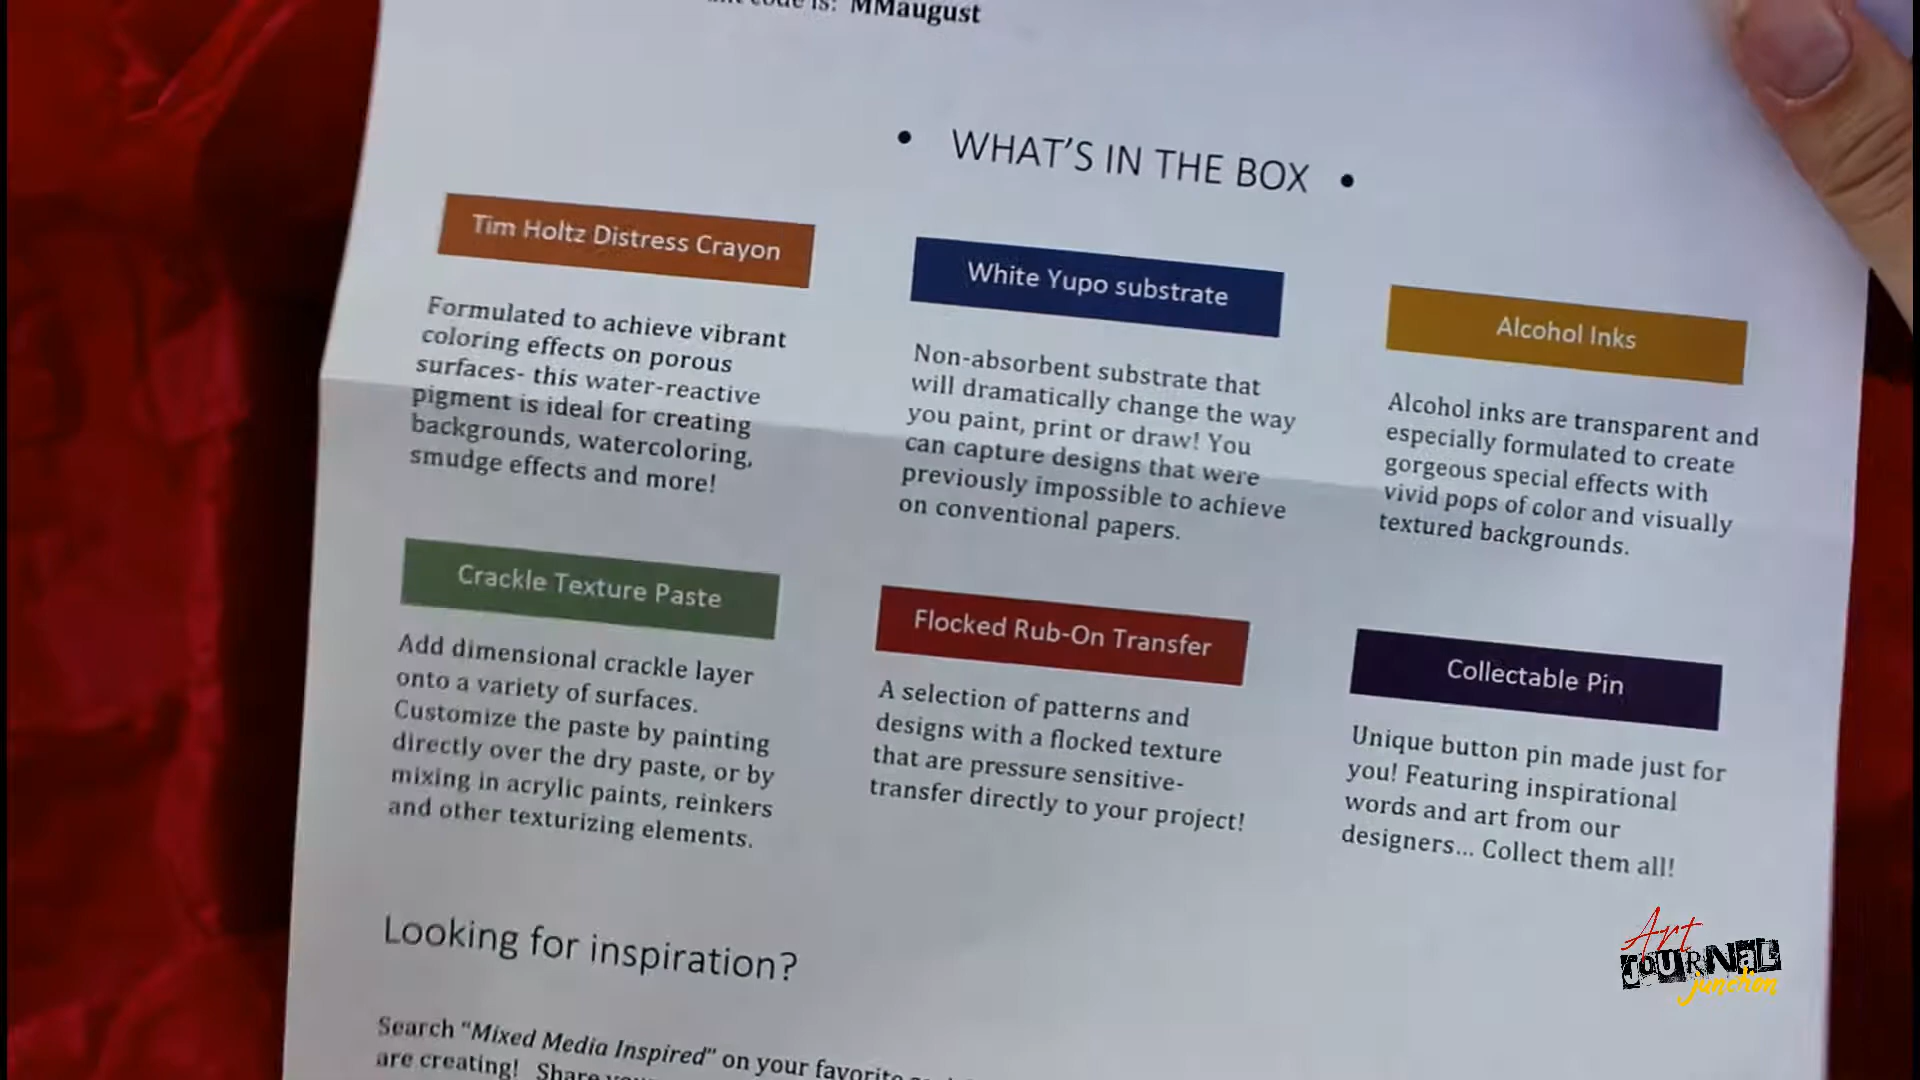 code is: MMaugust
• WHAT'S IN THE BOX •
Tim Holtz Distress Crayon
Formulated to achieve vibrant
coloring effects on porous
surfaces- this water-reactive
pigment is ideal for creating
backgrounds, watercoloring,
smudge effects and more!
White Yupo substrate
Non-absorbent substrate that
will dramatically change the way
you paint, print or draw! You
can capture designs that were
previously impossible to achieve
on conventional papers.
Alcohol Inks
Alcohol inks are transparent and
especially formulated to create
gorgeous special effects with
vivid pops of color and visually
textured backgrounds.
Crackle Texture Paste
Add dimensional crackle layer
onto a variety of surfaces.
Customize the paste by painting
directly over the dry paste, or by
mixing in acrylic paints, reinkers
and other texturizing elements.
Flocked Rub-On Transfer
A selection of patterns and
designs with a flocked texture
that are pressure sensitive-
transfer directly to your project!
Collectable Pin
Unique button pin made just for
you! Featuring inspirational
words and art from our
designers... Collect them all!
Looking for inspiration?
Search "Mixed Media Inspired" on your favorite
are creating! Share
Art
JOURNAL
junction